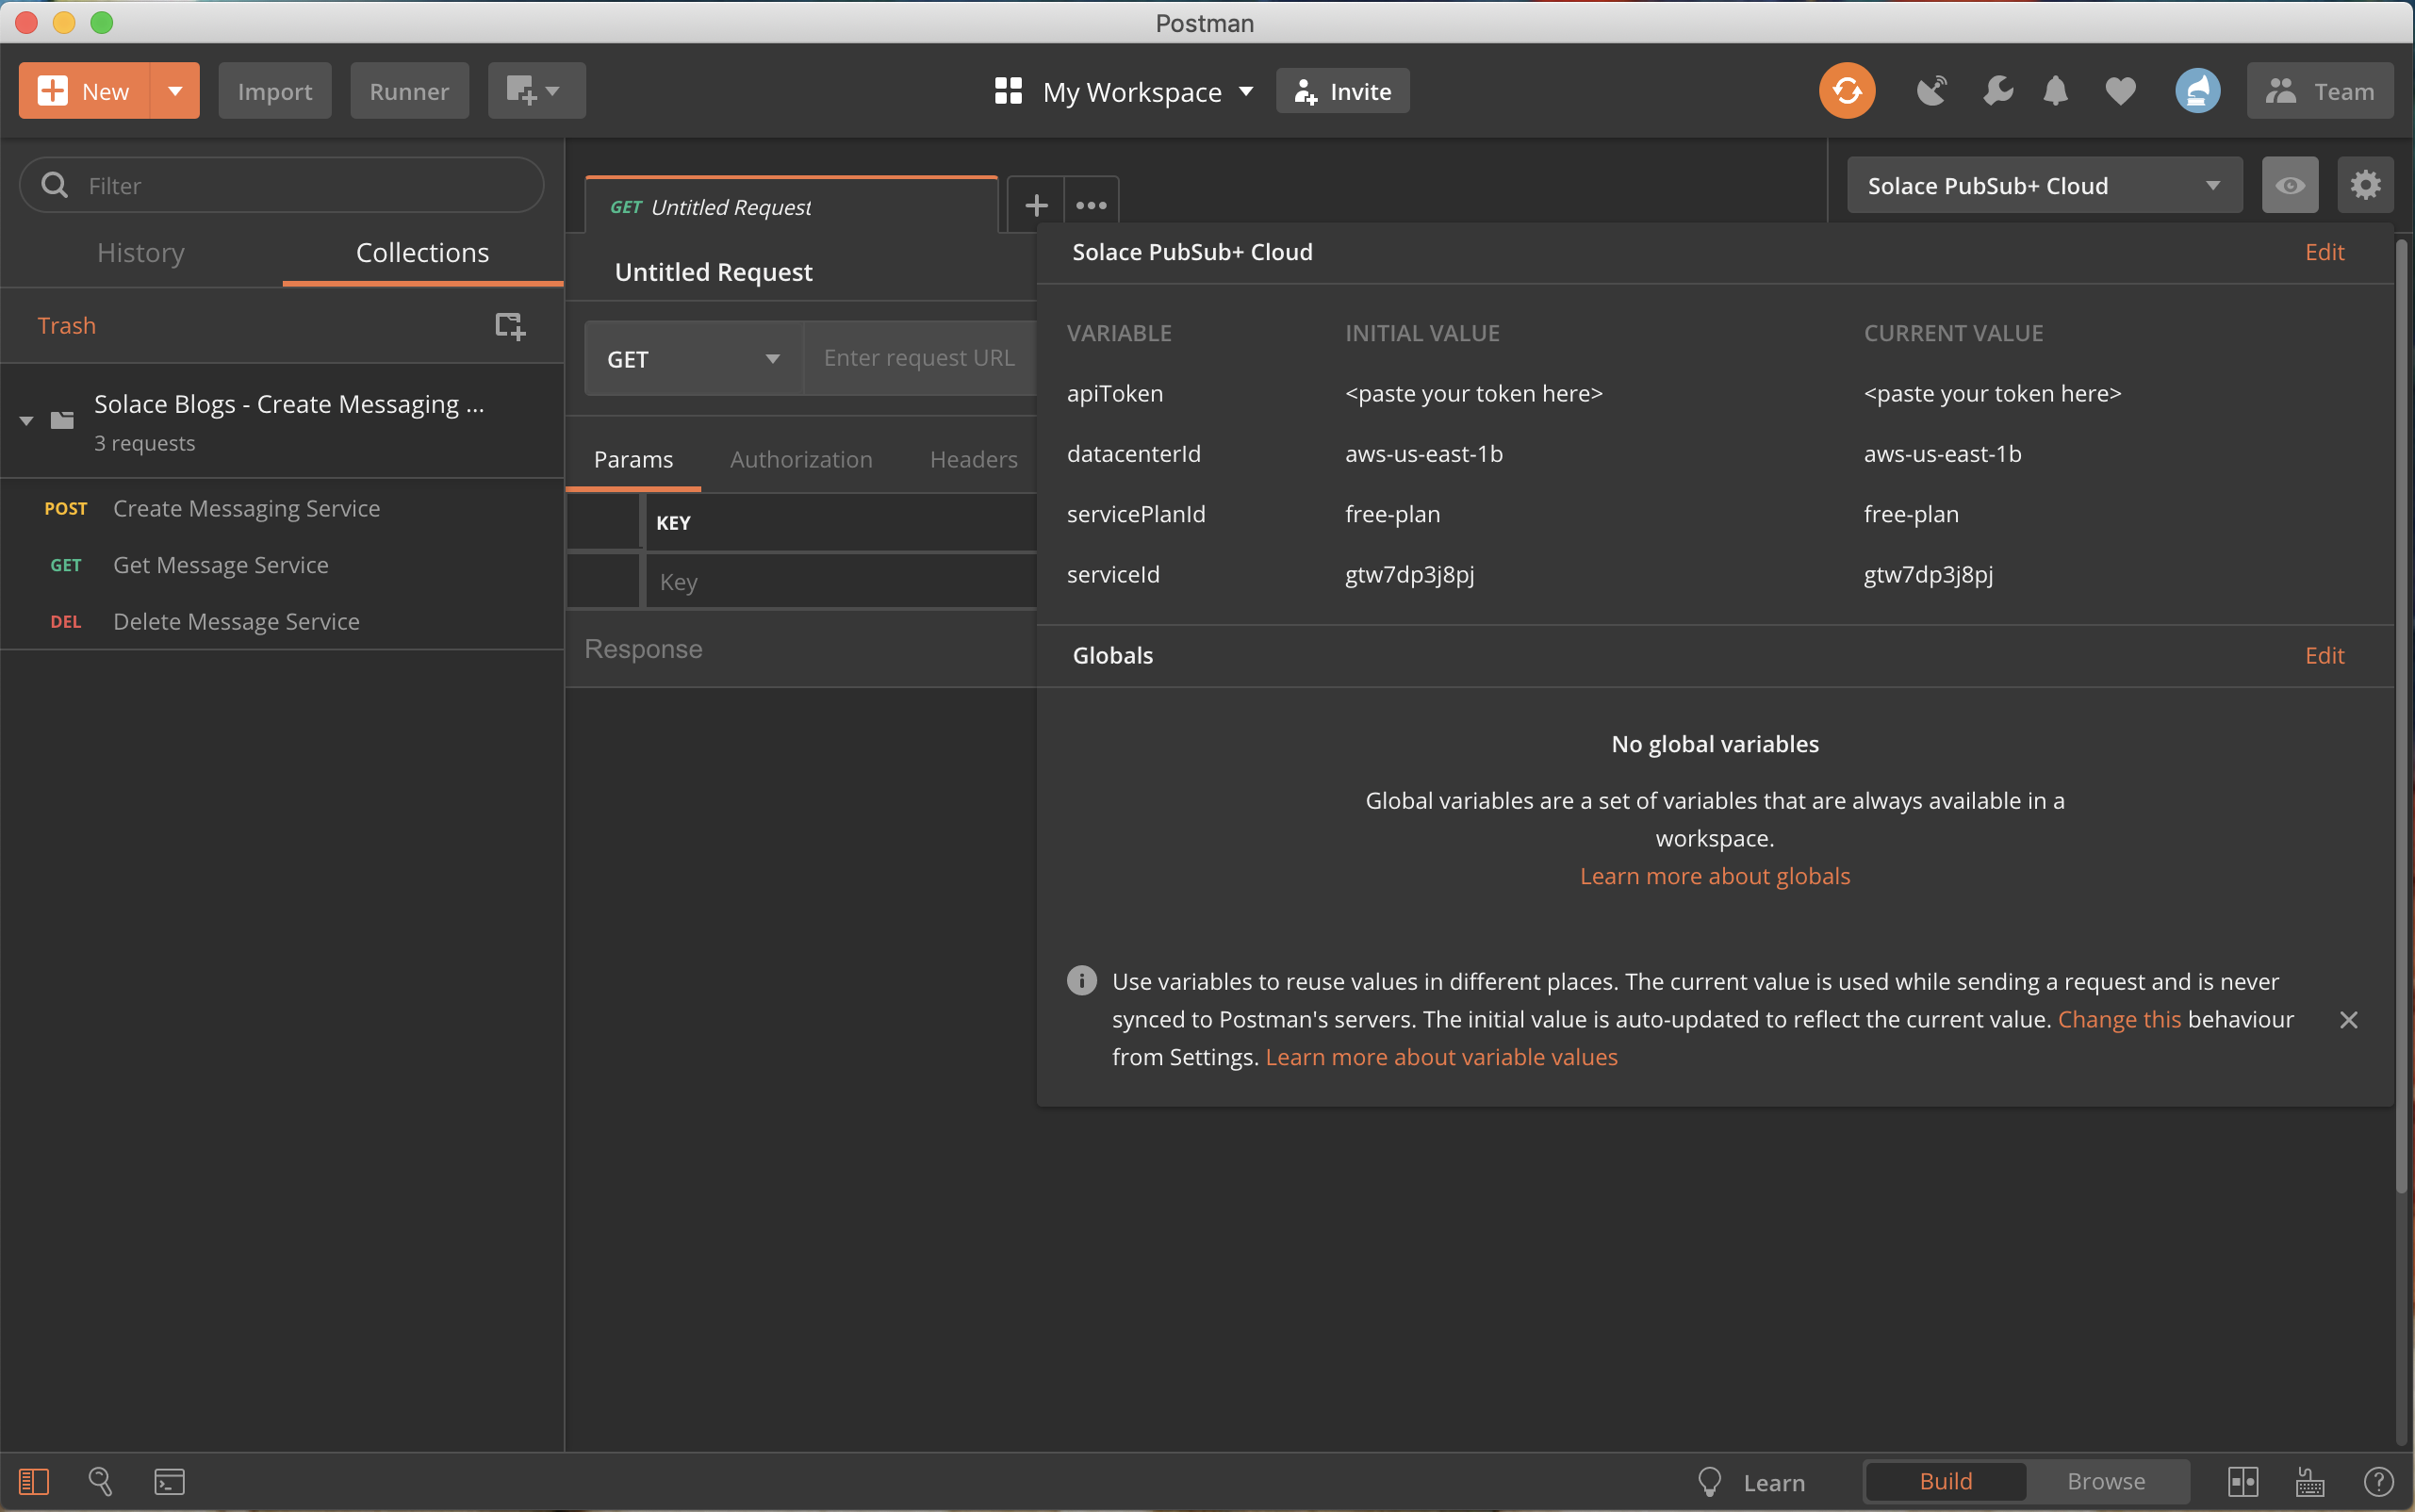 Postman
New
Import
Runner
My Workspace
Invite
Team
Filter
History
Collections
Trash
Solace Blogs - Create Messaging ...
3 requests
POST Create Messaging Service
GET Get Message Service
DEL Delete Message Service
GET Untitled Request
Untitled Request
GET
Enter request URL
Params Authorization Headers
KEY
Key
Response
Solace PubSub+ Cloud
Solace PubSub+ Cloud Edit
VARIABLE INITIAL VALUE CURRENT VALUE
apiToken <paste your token here> <paste your token here>
datacenterId aws-us-east-1b aws-us-east-1b
servicePlanId free-plan free-plan
serviceId gtw7dp3j8pj gtw7dp3j8pj
Globals Edit
No global variables
Global variables are a set of variables that are always available in a
workspace.
Learn more about globals
Use variables to reuse values in different places. The current value is used while sending a request and is never
synced to Postman's servers. The initial value is auto-updated to reflect the current value. Change this behaviour
from Settings. Learn more about variable values
Learn
Build
Browse